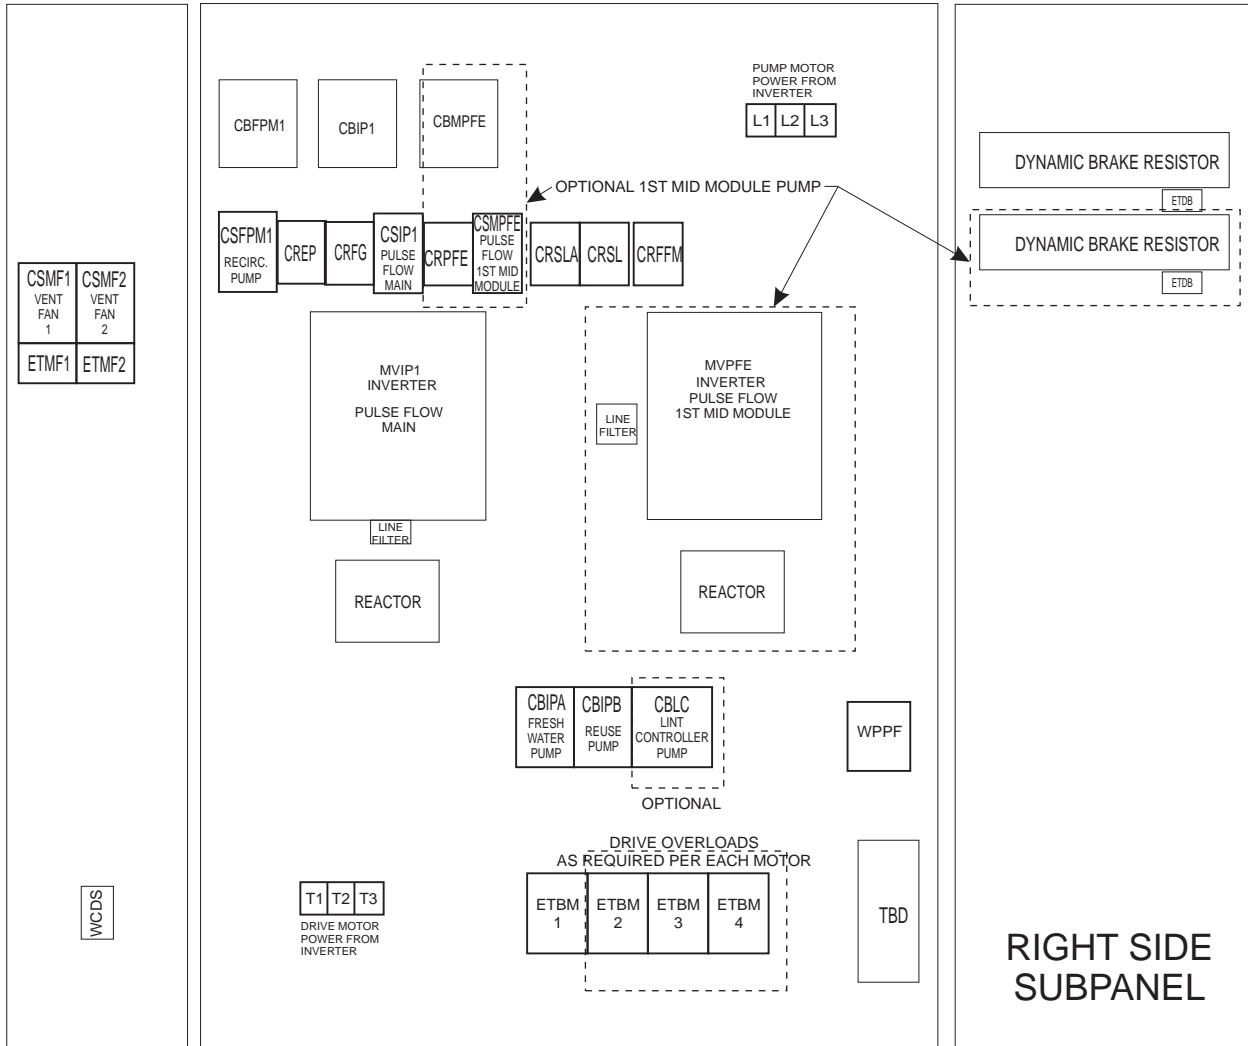 PUMP MOTOR
POWER FROM
INVERTER
L1 L2 L3
CBFPM1
CBIP1
CBMPFE
OPTIONAL 1ST MID MODULE PUMP
CSFPM1
RECIRC.
PUMP
CREP
CRFG
CSIP1
PULSE
FLOW
MAIN
CRPFE
CSMPFE
PULSE
FLOW
1ST MID
MODULE
CRSLA
CRSL
CRFFM
DYNAMIC BRAKE RESISTOR
ETDB
DYNAMIC BRAKE RESISTOR
ETDB
CSMF1
VENT
FAN
1
CSMF2
VENT
FAN
2
ETMF1
ETMF2
MVIP1
INVERTER
PULSE FLOW
MAIN
LINE
FILTER
REACTOR
LINE
FILTER
MVPFE
INVERTER
PULSE FLOW
1ST MID MODULE
REACTOR
CBIPA
FRESH
WATER
PUMP
CBIPB
REUSE
PUMP
CBLC
LINT
CONTROLLER
PUMP
OPTIONAL
WPPF
DRIVE OVERLOADS
AS REQUIRED PER EACH MOTOR
ETBM
1
ETBM
2
ETBM
3
ETBM
4
TBD
WCDS
T1 T2 T3
DRIVE MOTOR
POWER FROM
INVERTER
RIGHT SIDE
SUBPANEL